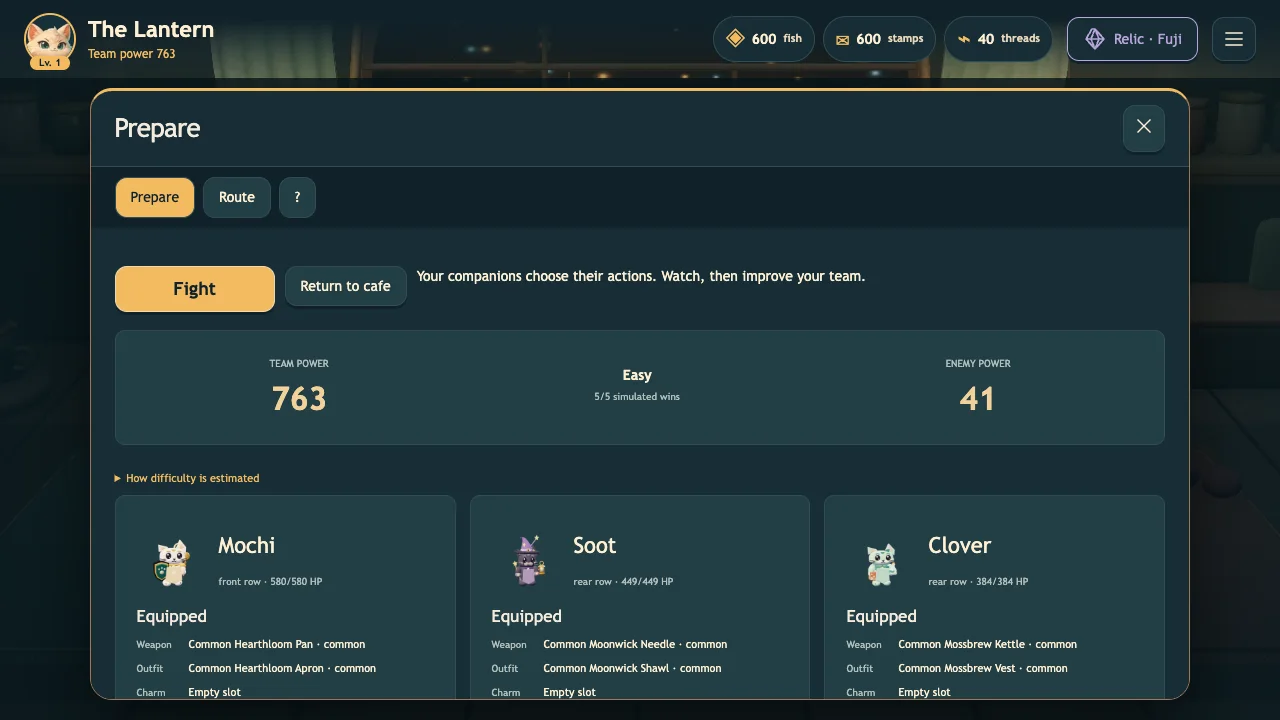 The Lantern
Team power 763
Lv. 1
600 fish
600 stamps
40 threads
Relic · Fuji
Prepare
Prepare
Route
?
Fight
Return to cafe
Your companions choose their actions. Watch, then improve your team.
TEAM POWER
763
Easy
5/5 simulated wins
ENEMY POWER
41
How difficulty is estimated
Mochi
front row · 580/580 HP
Equipped
Weapon Common Hearthloom Pan · common
Outfit Common Hearthloom Apron · common
Charm Empty slot
Soot
rear row · 449/449 HP
Equipped
Weapon Common Moonwick Needle · common
Outfit Common Moonwick Shawl · common
Charm Empty slot
Clover
rear row · 384/384 HP
Equipped
Weapon Common Mossbrew Kettle · common
Outfit Common Mossbrew Vest · common
Charm Empty slot